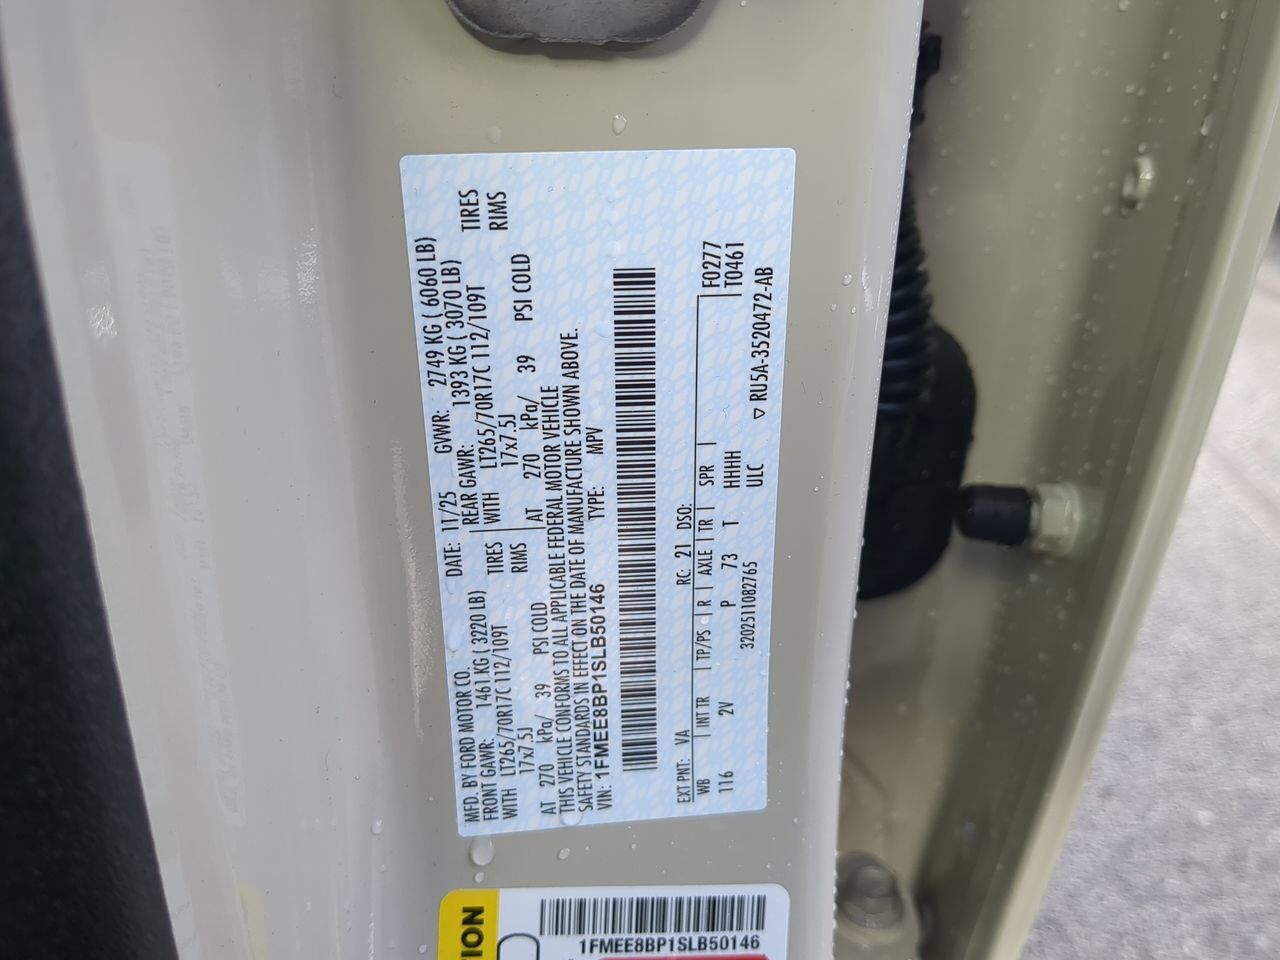 MFD. BY FORD MOTOR CO. DATE: 11/25 GVWR: 2749 KG ( 6060 LB)
FRONT GAWR: 1461 KG ( 3220 LB) REAR GAWR: 1393 KG ( 3070 LB)
WITH LT265/70R17C 112/109T TIRES WITH LT265/70R17C 112/109T TIRES
17x7.5J RIMS 17x7.5J RIMS
AT 270 kPa/ 39 PSI COLD AT 270 kPa/ 39 PSI COLD
THIS VEHICLE CONFORMS TO ALL APPLICABLE FEDERAL MOTOR VEHICLE
SAFETY STANDARDS IN EFFECT ON THE DATE OF MANUFACTURE SHOWN ABOVE.
VIN: 1FMEE8BP1SLB50146 TYPE: MPV
EXT PNT: VA RC: 21 DSO: F0277
WB INT TR TP/PS R AXLE TR SPR T0461
116 2V P 73 T HHHH
3202511082765 ULC ▽ RU5A-3520472-AB
TION
1FMEE8BP1SLB50146